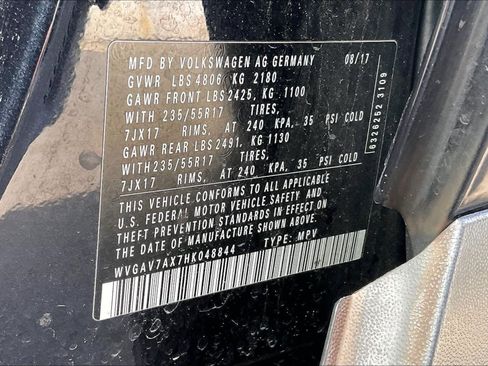 MFD BY VOLKSWAGEN AG GERMANY 08/17
GVWR LBS 4806 KG 2180
GAWR FRONT LBS 2425, KG 1100
WITH 235/55R17 TIRES,
7JX17 RIMS, AT 240 KPA, 35 PSI COLD
GAWR REAR LBS 2491, KG 1130
WITH 235/55R17 TIRES,
7JX17 RIMS, AT 240 KPA, 35 PSI COLD
THIS VEHICLE CONFORMS TO ALL APPLICABLE
U.S. FEDERAL MOTOR VEHICLE SAFETY AND
THEFT PREVENTION STANDARDS IN EFFECT ON
THE DATE OF MANUFACTURE SHOWN ABOVE.
WVGAV7AX7HK048844 TYPE: MPV
6326252 3109